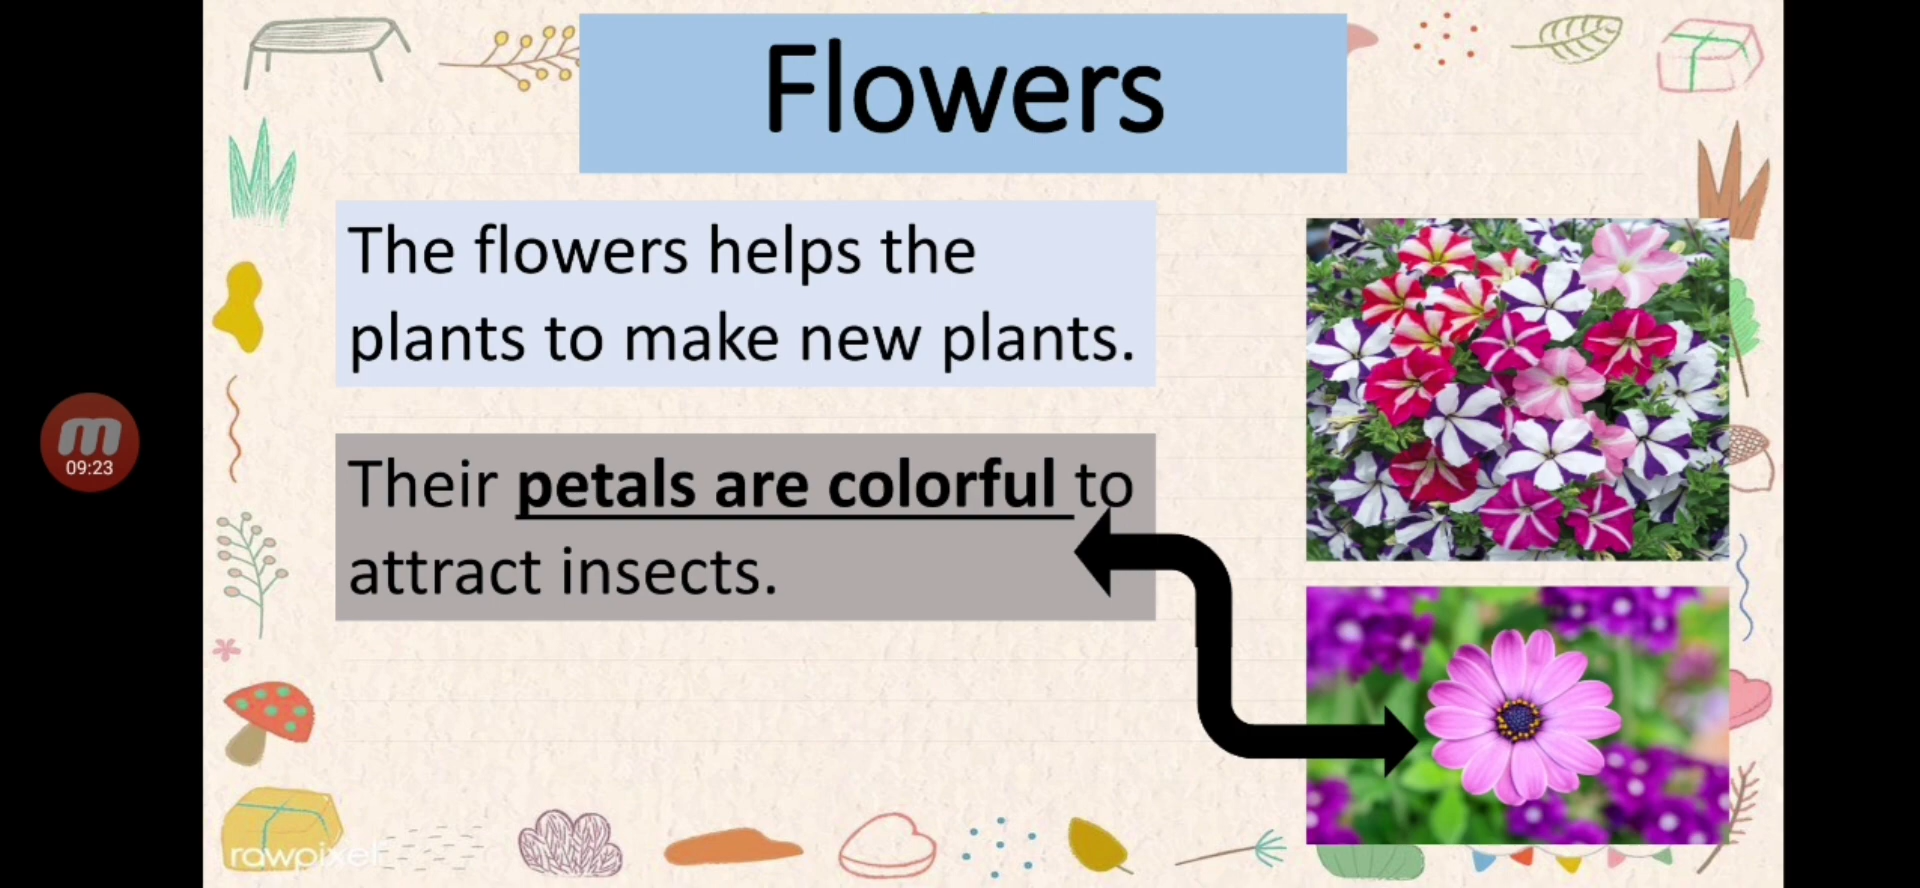 Flowers
The flowers helps the
plants to make new plants.
Their petals are colorful to
attract insects.
09:23
rawpixel